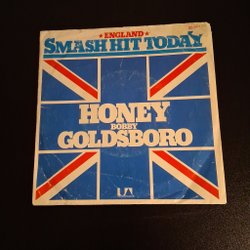 ★ ENGLAND ★
SMASH HIT TODAY
HONEY
BOBBY
GOLDSBORO
UA